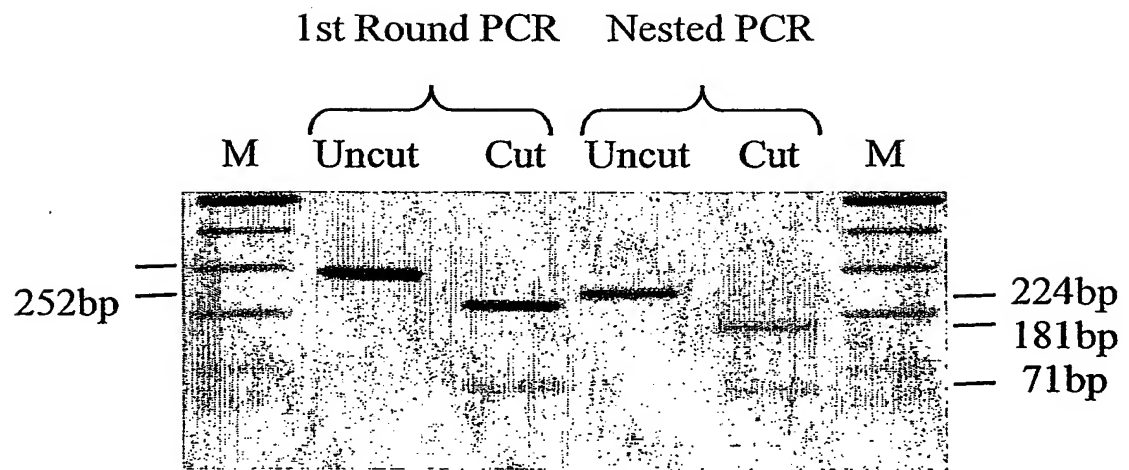 1st Round PCR Nested PCR
M Uncut Cut Uncut Cut M
252bp
224bp
181bp
71bp